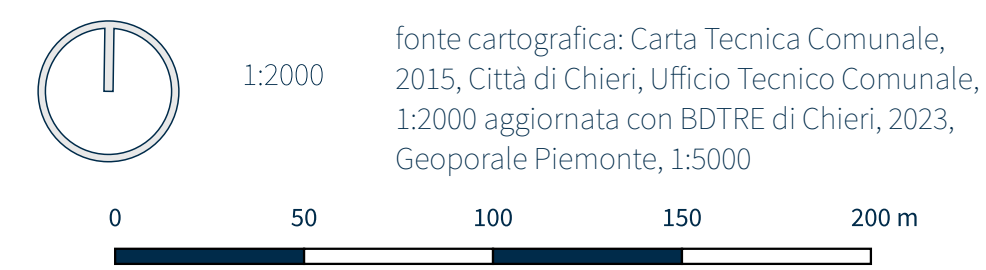 1:2000
fonte cartografica: Carta Tecnica Comunale,
2015, Città di Chieri, Ufficio Tecnico Comunale,
1:2000 aggiornata con BDTRE di Chieri, 2023,
Geoporale Piemonte, 1:5000
0 50 100 150 200 m